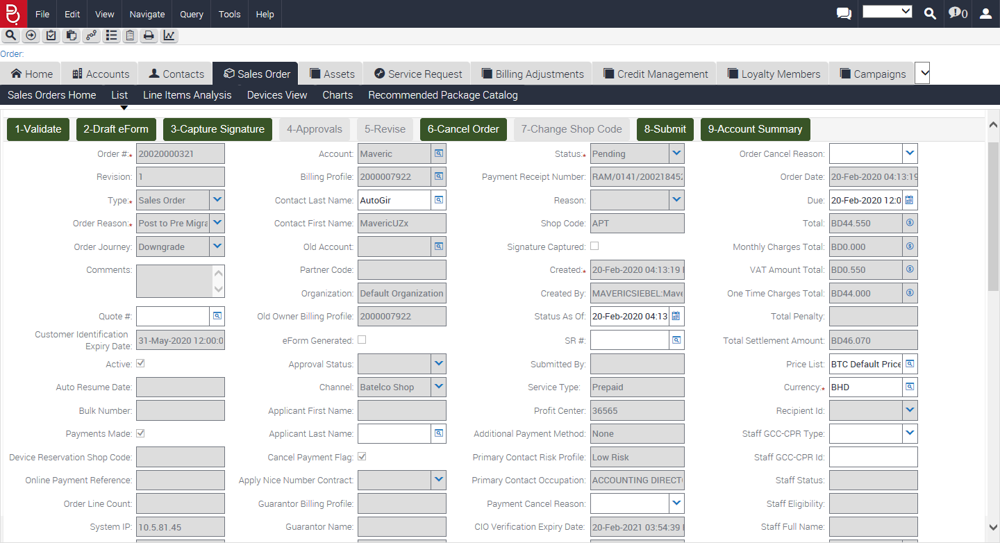 File Edit View Navigate Query Tools Help 0
Order:
Home Accounts Contacts Sales Order Assets Service Request Billing Adjustments Credit Management Loyalty Members Campaigns
Sales Orders Home List Line Items Analysis Devices View Charts Recommended Package Catalog
1-Validate 2-Draft eForm 3-Capture Signature 4-Approvals 5-Revise 6-Cancel Order 7-Change Shop Code 8-Submit 9-Account Summary
Order #:* 20020000321 Account: Maveric Status:* Pending Order Cancel Reason:
Revision: 1 Billing Profile: 2000007922 Payment Receipt Number: RAM/0141/200218452 Order Date: 20-Feb-2020 04:13:19
Type:* Sales Order Contact Last Name: AutoGir Reason: Due: 20-Feb-2020 12:0
Order Reason:* Post to Pre Migra Contact First Name: MavericUZx Shop Code: APT Total: BD44.550
Order Journey: Downgrade Old Account: Signature Captured: Monthly Charges Total: BD0.000
Comments: Partner Code: Created:* 20-Feb-2020 04:13:19 VAT Amount Total: BD0.550
Organization: Default Organization Created By: MAVERICSIEBEL:Mave One Time Charges Total: BD44.000
Quote #: Old Owner Billing Profile: 2000007922 Status As Of: 20-Feb-2020 04:13 Total Penalty:
Customer Identification
Expiry Date: 31-May-2020 12:00:0 eForm Generated: SR #: Total Settlement Amount: BD46.070
Active: Approval Status: Submitted By: Price List: BTC Default Price
Auto Resume Date: Channel: Batelco Shop Service Type: Prepaid Currency:* BHD
Bulk Number: Applicant First Name: Profit Center: 36565 Recipient Id:
Payments Made: Applicant Last Name: Additional Payment Method: None Staff GCC-CPR Type:
Device Reservation Shop Code: Cancel Payment Flag: Primary Contact Risk Profile: Low Risk Staff GCC-CPR Id:
Online Payment Reference: Apply Nice Number Contract: Primary Contact Occupation: ACCOUNTING DIRECT Staff Status:
Order Line Count: Guarantor Billing Profile: Payment Cancel Reason: Staff Eligibility:
System IP: 10.5.81.45 Guarantor Name: CIO Verification Expiry Date: 20-Feb-2021 03:54:39 Staff Full Name: